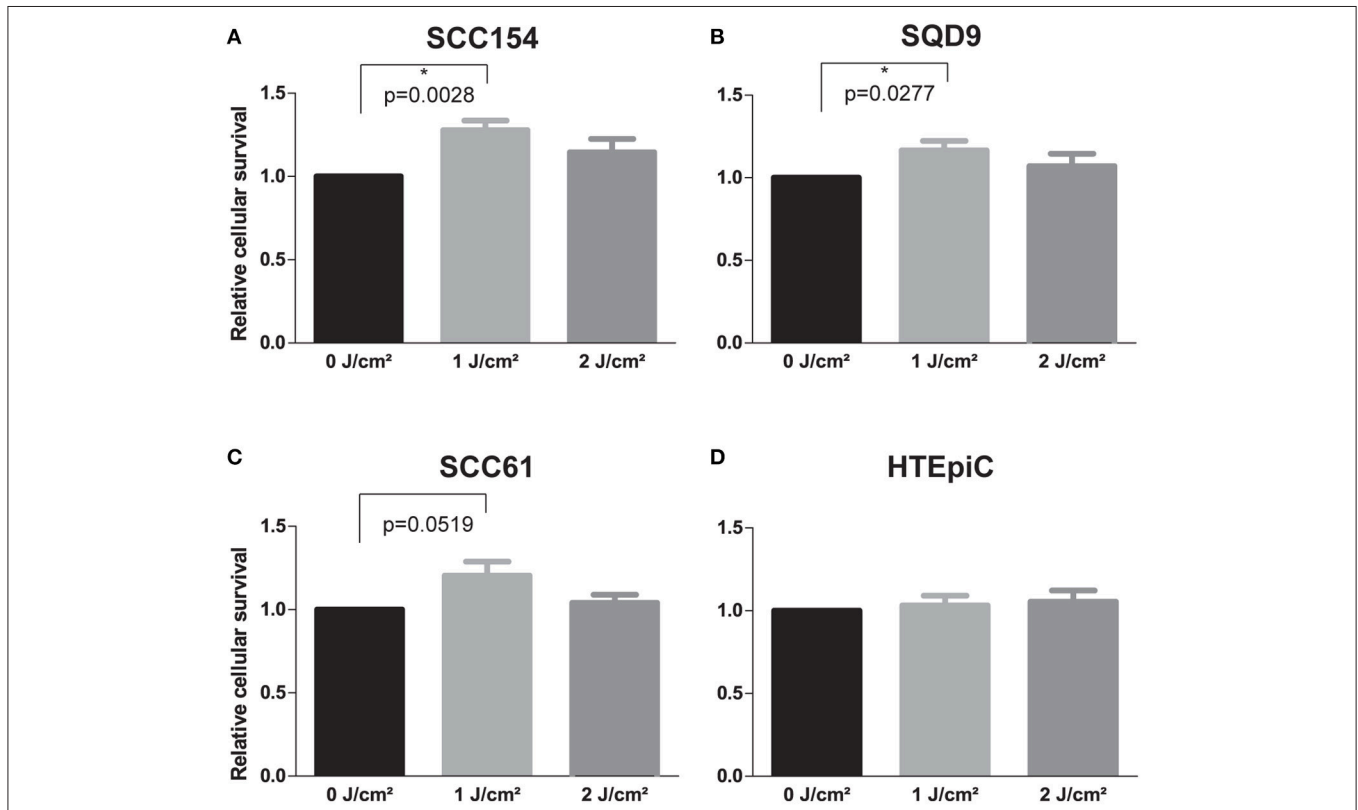 A
SCC154
*
p=0.0028
Relative cellular survival
1.5
1.0
0.5
0.0
0 J/cm²
1 J/cm²
2 J/cm²
B
SQD9
*
p=0.0277
1.5
1.0
0.5
0.0
0 J/cm²
1 J/cm²
2 J/cm²
C
SCC61
p=0.0519
Relative cellular survival
1.5
1.0
0.5
0.0
0 J/cm²
1 J/cm²
2 J/cm²
D
HTEpiC
1.5
1.0
0.5
0.0
0 J/cm²
1 J/cm²
2 J/cm²